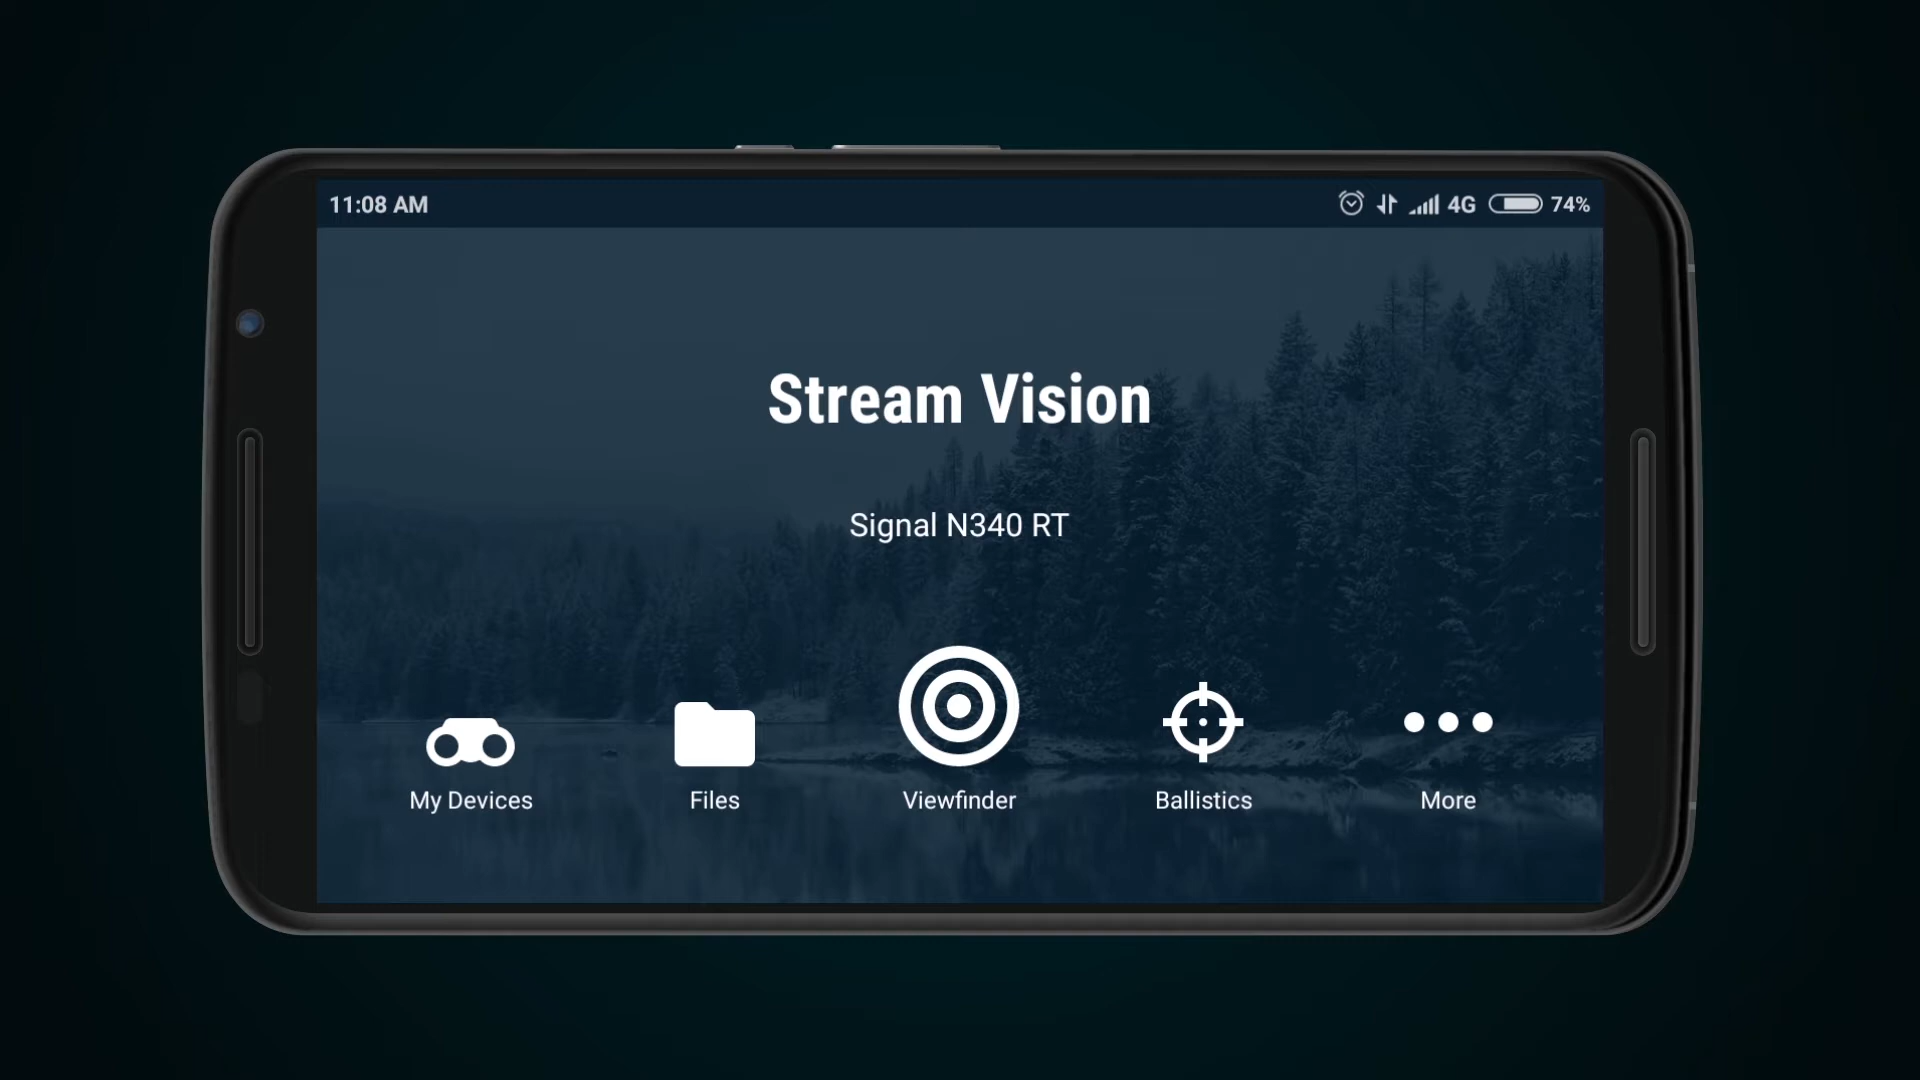 11:08 AM
4G 74%
Stream Vision
Signal N340 RT
My Devices
Files
Viewfinder
Ballistics
More